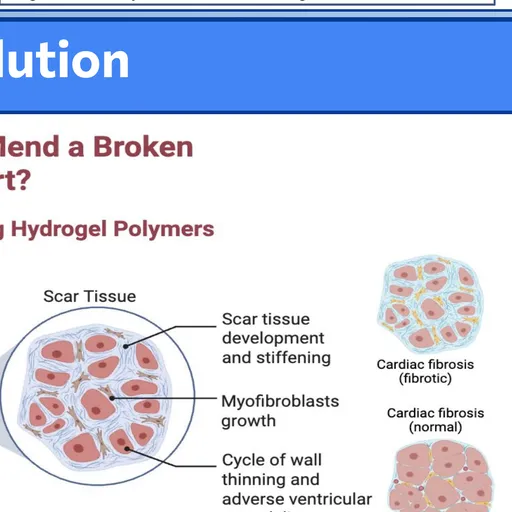 lution
Mend a Broken
rt?
g Hydrogel Polymers
Scar Tissue
Scar tissue
development
and stiffening
Myofibroblasts
growth
Cycle of wall
thinning and
adverse ventricular
Cardiac fibrosis
(fibrotic)
Cardiac fibrosis
(normal)